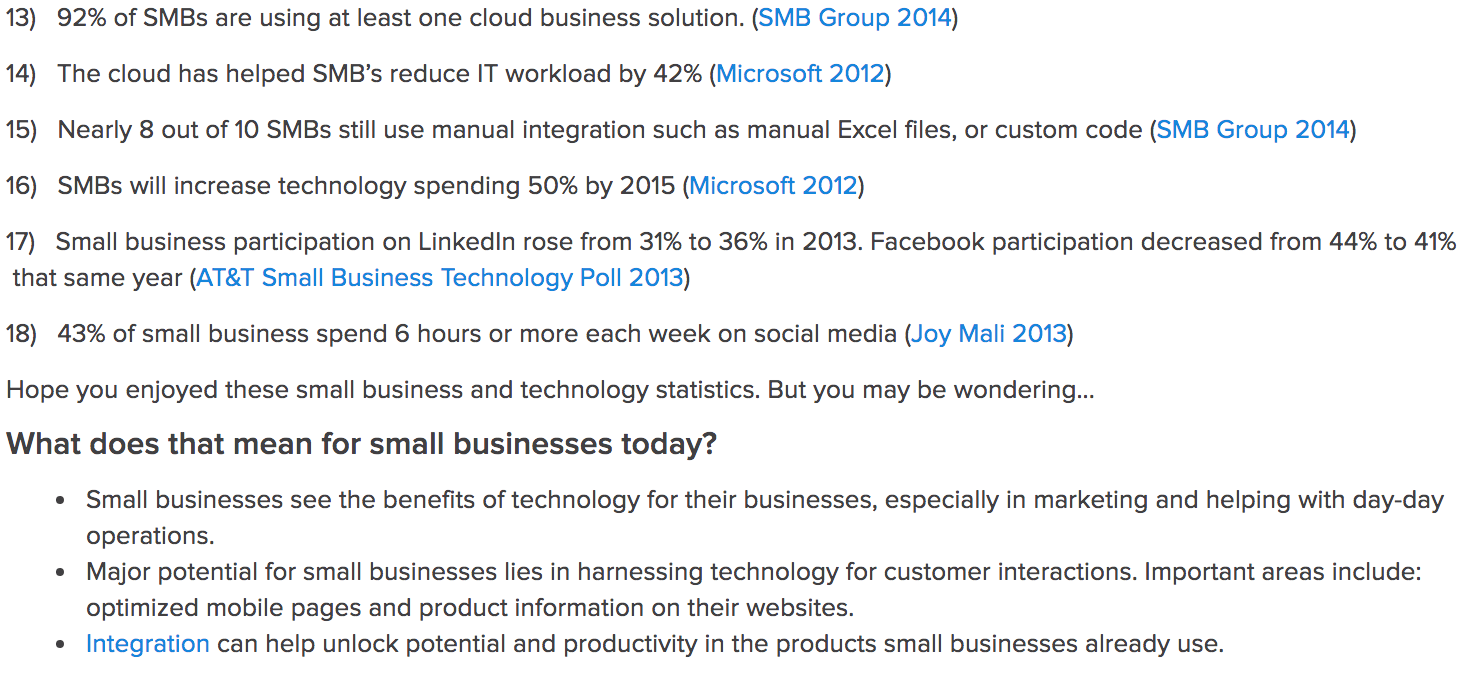 13) 92% of SMBs are using at least one cloud business solution. (SMB Group 2014)
14) The cloud has helped SMB's reduce IT workload by 42% (Microsoft 2012)
15) Nearly 8 out of 10 SMBs still use manual integration such as manual Excel files, or custom code (SMB Group 2014)
16) SMBs will increase technology spending 50% by 2015 (Microsoft 2012)
17) Small business participation on LinkedIn rose from 31% to 36% in 2013. Facebook participation decreased from 44% to 41%
that same year (AT&T Small Business Technology Poll 2013)
18) 43% of small business spend 6 hours or more each week on social media (Joy Mali 2013)
Hope you enjoyed these small business and technology statistics. But you may be wondering...
What does that mean for small businesses today?
• Small businesses see the benefits of technology for their businesses, especially in marketing and helping with day-day
operations.
• Major potential for small businesses lies in harnessing technology for customer interactions. Important areas include:
optimized mobile pages and product information on their websites.
• Integration can help unlock potential and productivity in the products small businesses already use.